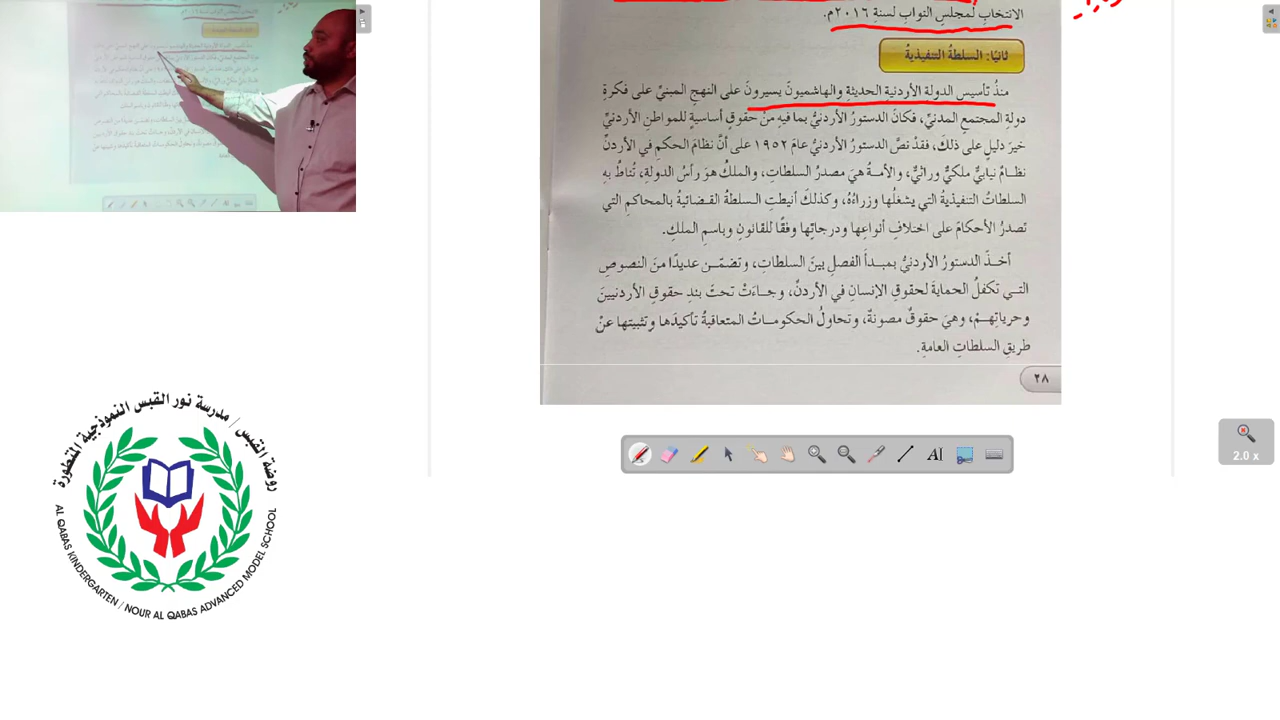 الانتخابِ لمجلسِ النوابِ لسنةِ ٢٠١٦م.
ثانيًا: السلطةُ التنفيذيةُ
منذُ تأسيسِ الدولةِ الأردنيةِ الحديثةِ والهاشميونَ يسيرونَ على النهجِ المبنيِّ على فكرةِ
دولةِ المجتمعِ المدنيِّ، فكانَ الدستورُ الأردنيُّ بما فيهِ منْ حقوقٍ أساسيةٍ للمواطنِ الأردنيِّ
خيرَ دليلٍ على ذلكَ، فقدْ نصَّ الدستورُ الأردنيُّ عامَ ١٩٥٢ على أنَّ نظامَ الحكمِ في الأردنِّ
نظامٌ نيابيٌّ ملكيٌّ وراثيٌّ، والأمةُ هيَ مصدرُ السلطاتِ، والملكُ هوَ رأسُ الدولةِ، تُناطُ بهِ
السلطاتُ التنفيذيةُ التي يشغلُها وزراءُهُ، وكذلكَ أنيطتِ السلطةُ القضائيةُ بالمحاكمِ التي
تصدرُ الأحكامَ على اختلافِ أنواعِها ودرجاتِها وفقًا للقانونِ وباسمِ الملكِ.
أخذَ الدستورُ الأردنيُّ بمبدأَ الفصلِ بينَ السلطاتِ، وتضمّنَ عديدًا منَ النصوصِ
التي تكفلُ الحمايةَ لحقوقِ الإنسانِ في الأردنِّ، وجاءَتْ تحتَ بندِ حقوقِ الأردنيينَ
وحرياتِهمْ، وهيَ حقوقٌ مصونةٌ، وتحاولُ الحكوماتُ المتعاقبةُ تأكيدَها وتثبيتَها عنْ
طريقِ السلطاتِ العامةِ.
٢٨
AI
2.0 x
روضة القبس / مدرسة نور القبس النموذجية المتطورة
AL QABAS KINDERGARTEN / NOUR AL QABAS ADVANCED MODEL SCHOOL